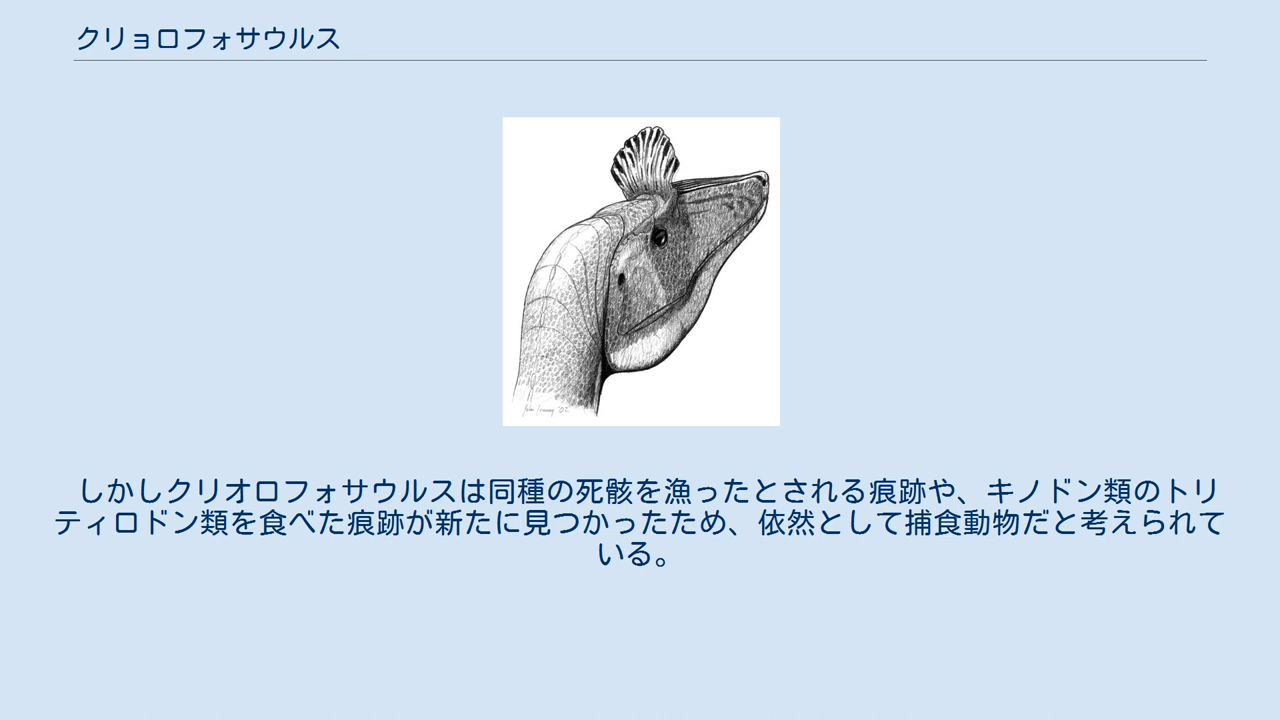 クリョロフォサウルス
しかしクリオロフォサウルスは同種の死骸を漁ったとされる痕跡や、キノドン類のトリ
ティロドン類を食べた痕跡が新たに見つかったため、依然として捕食動物だと考えられて
いる。